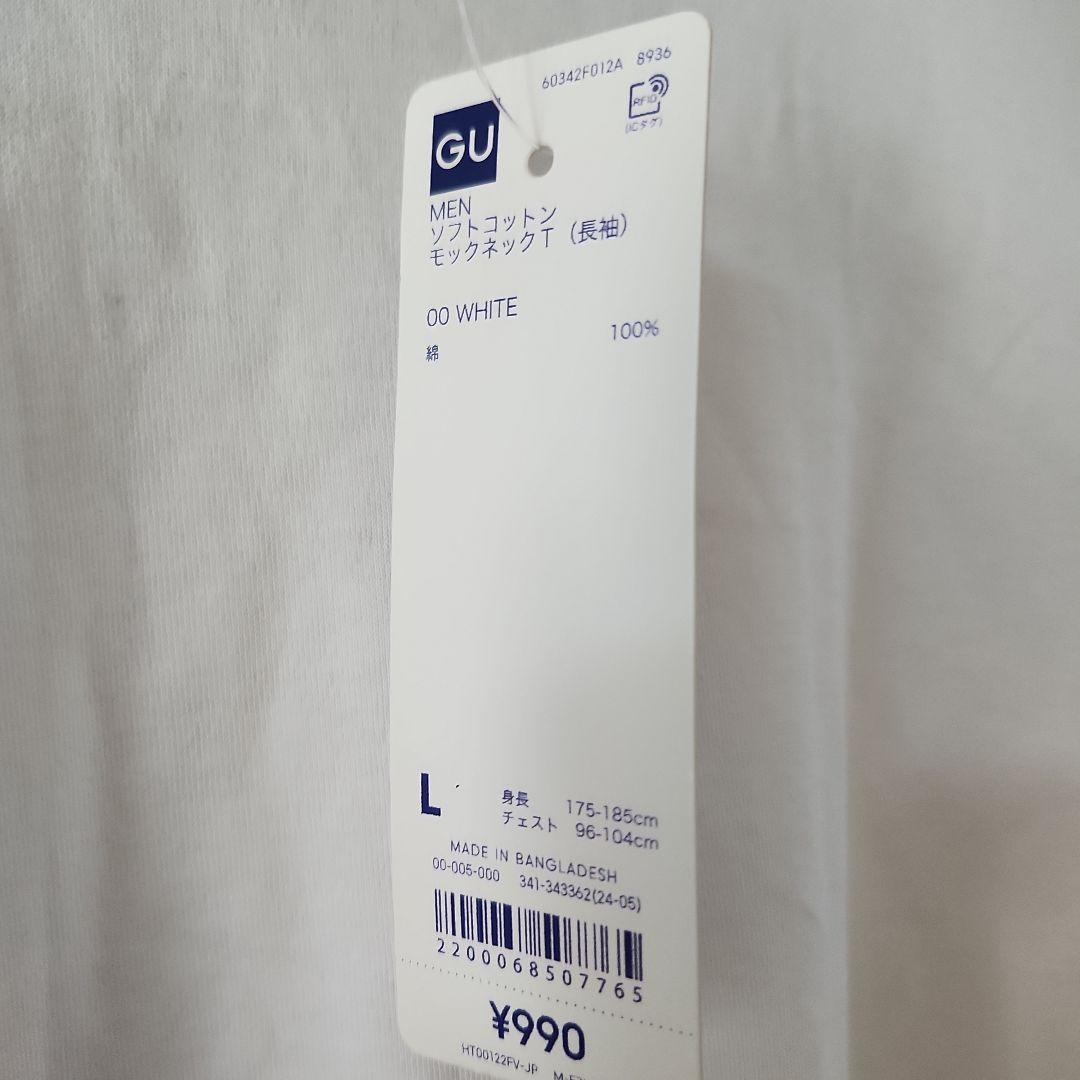 60342F012A 8936
GU
RFID
(ICタグ)
MEN
ソフトコットン
モックネックT（長袖）
00 WHITE
綿 100%
L
身長 175-185cm
チェスト 96-104cm
MADE IN BANGLADESH
00-005-000 341-343362(24-05)
2200068507765
¥990
HT00122FV-JP